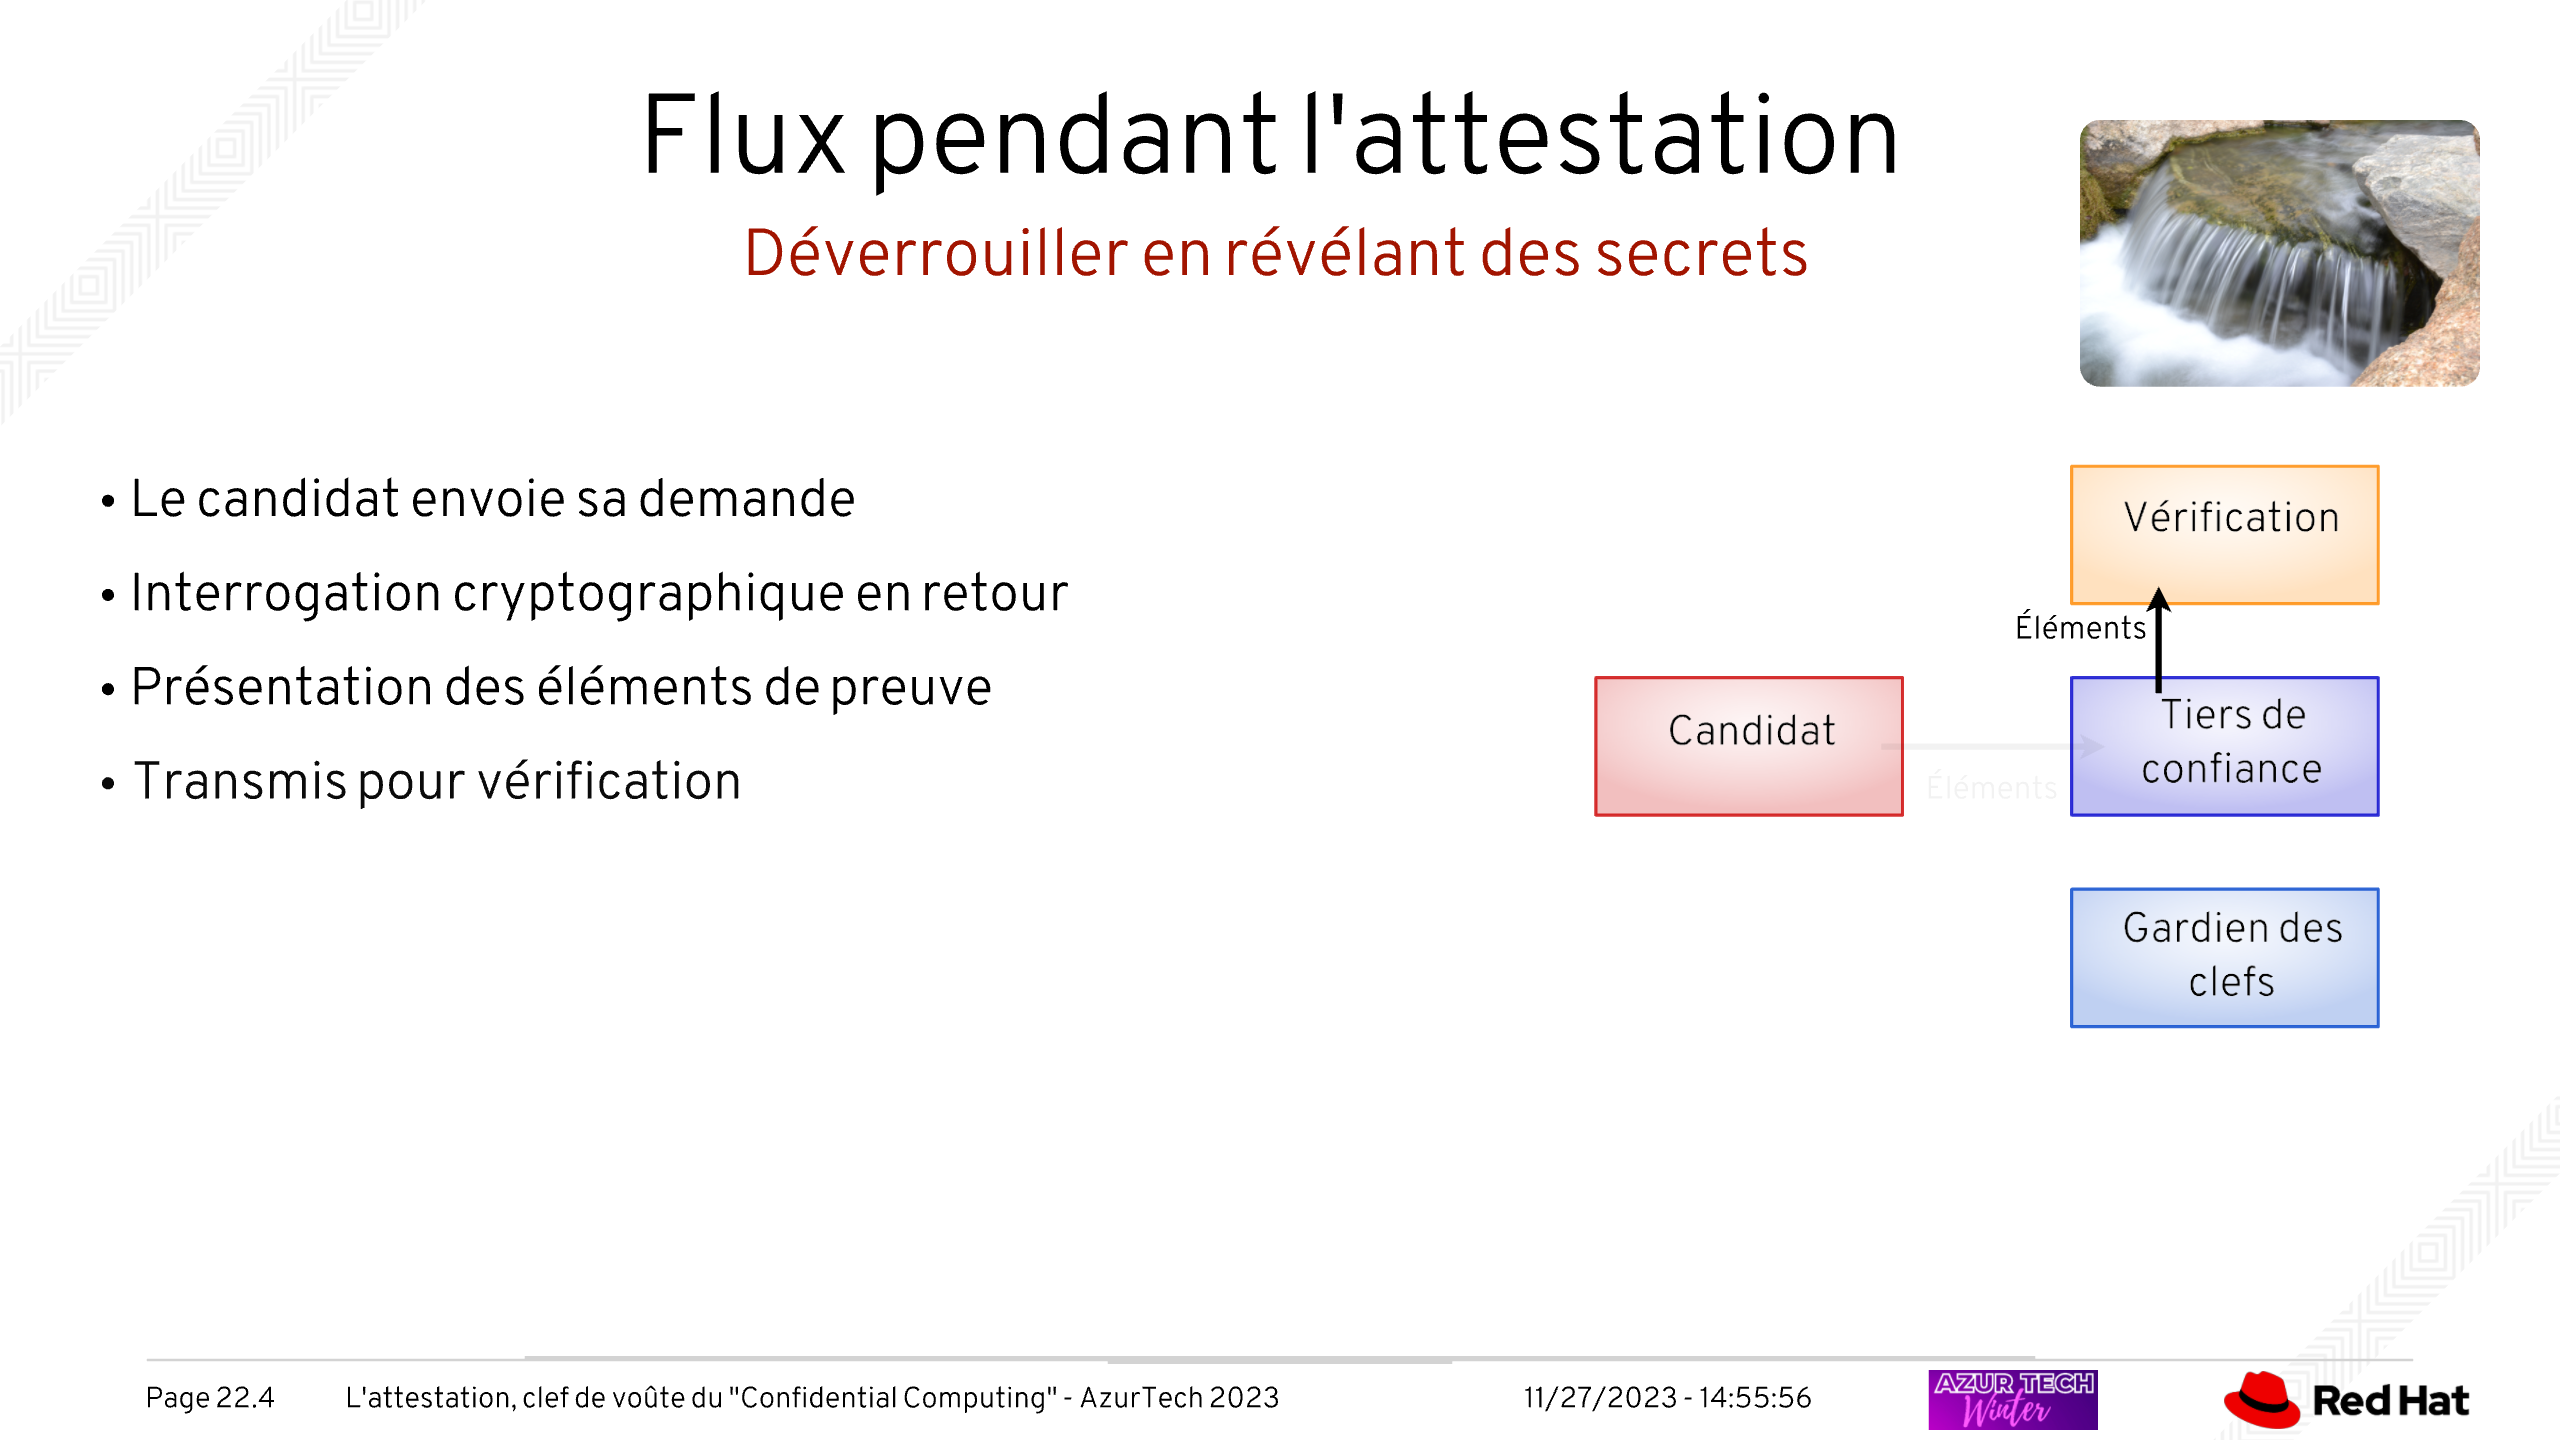 Flux pendant l'attestation
Déverrouiller en révélant des secrets
• Le candidat envoie sa demande
• Interrogation cryptographique en retour
• Présentation des éléments de preuve
• Transmis pour vérification
Vérification
Éléments
Candidat
Éléments
Tiers de
confiance
Gardien des
clefs
Page 22.4
L'attestation, clef de voûte du "Confidential Computing" - AzurTech 2023
11/27/2023 - 14:55:56
AZUR TECH
Winter
Red Hat